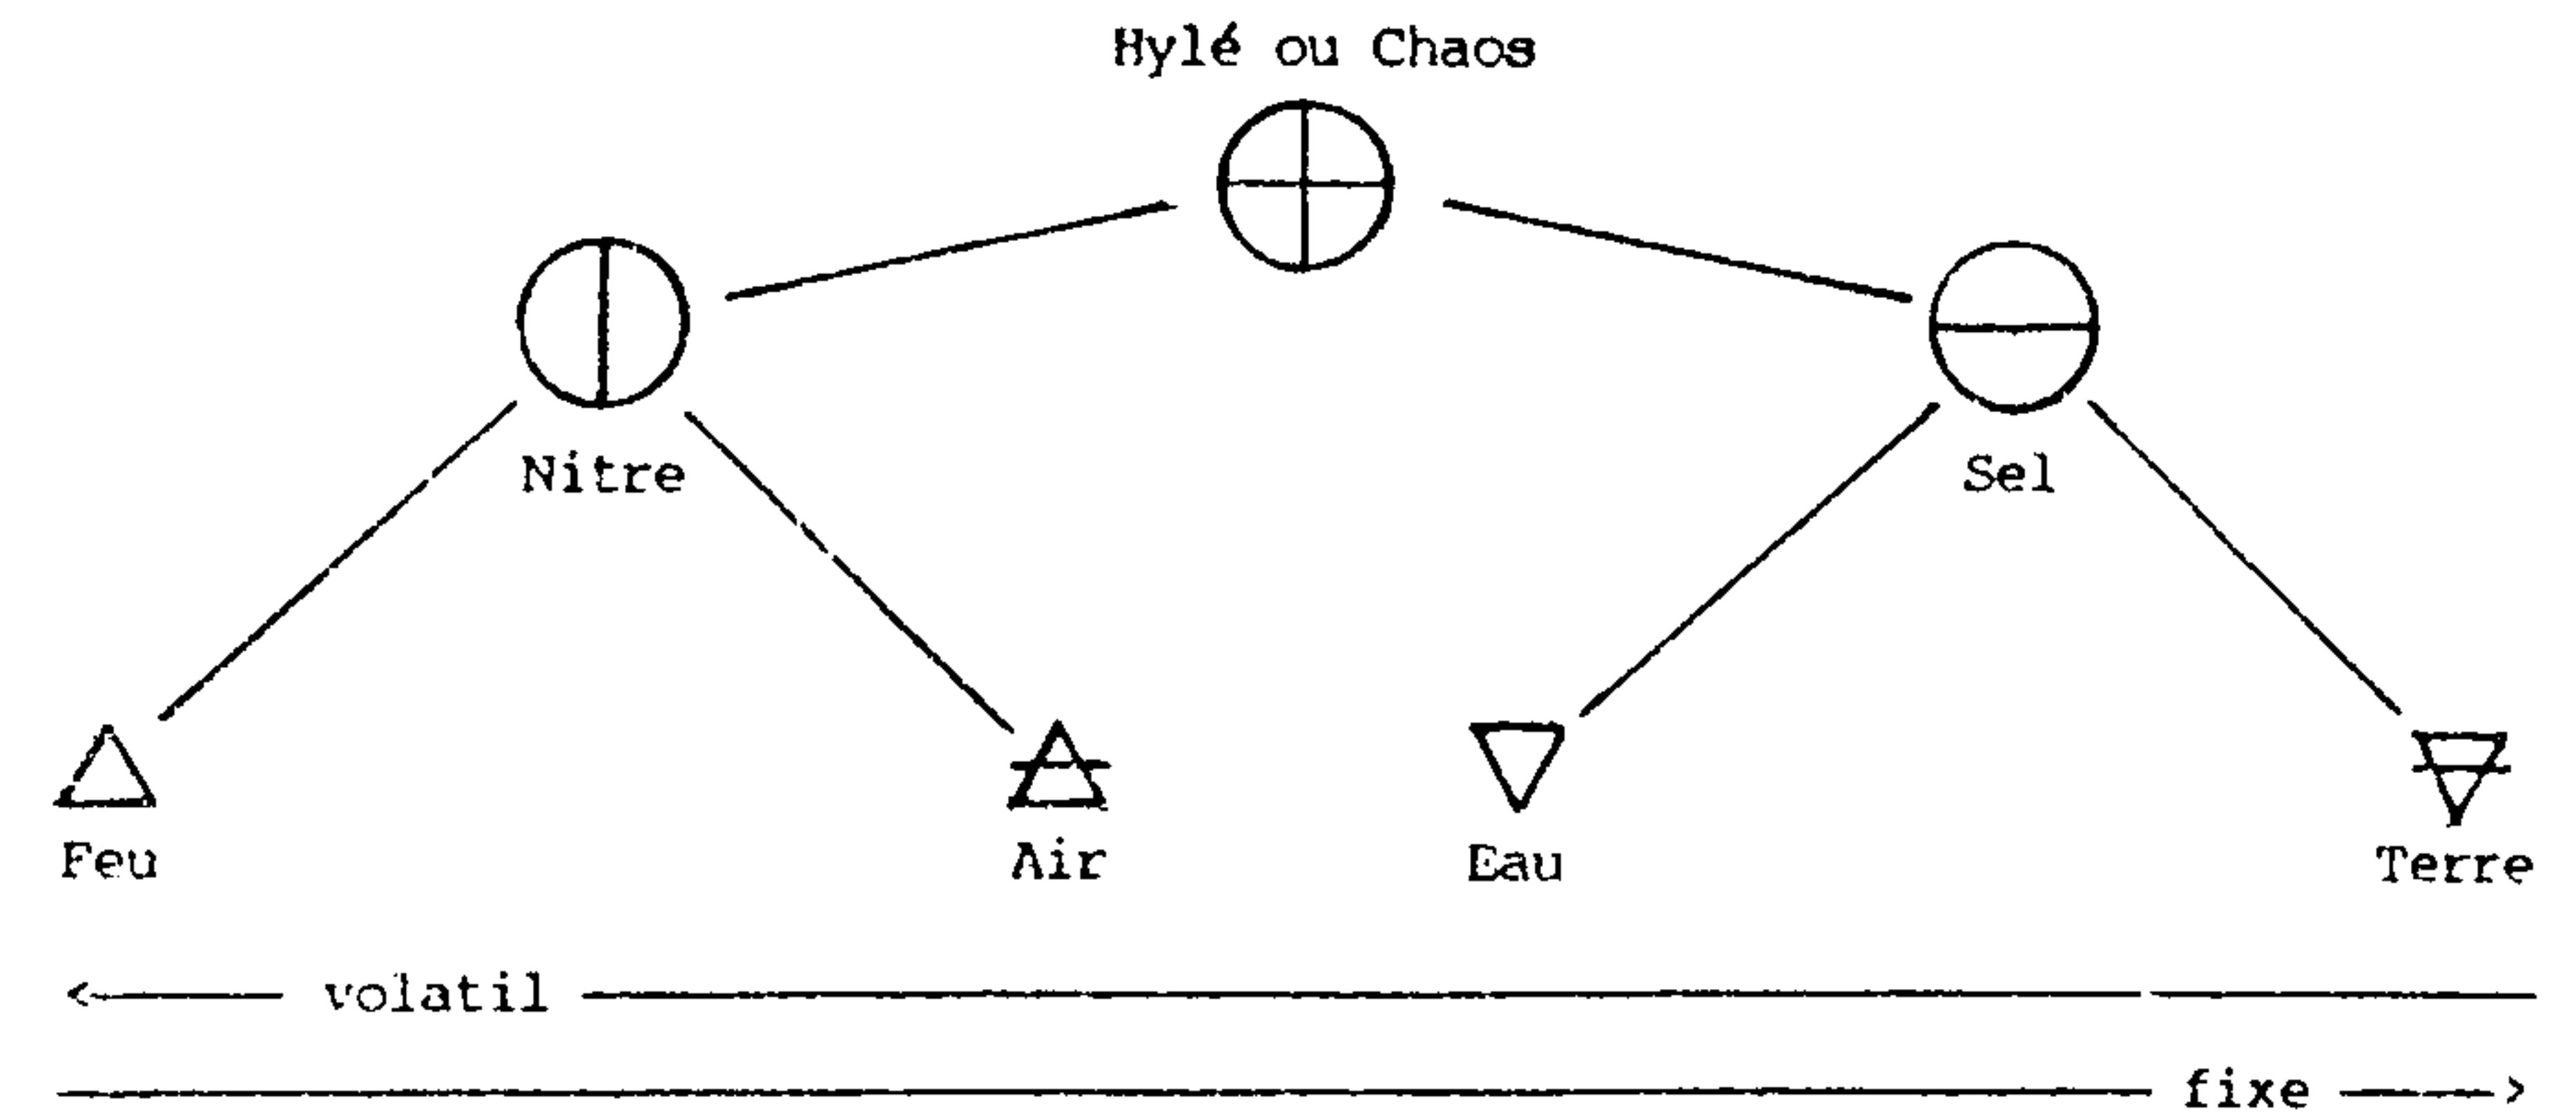 Hylé ou Chaos
Nitre
Sel
Feu
Air
Eau
Terre
<—— volatil ——
—— fixe ——>